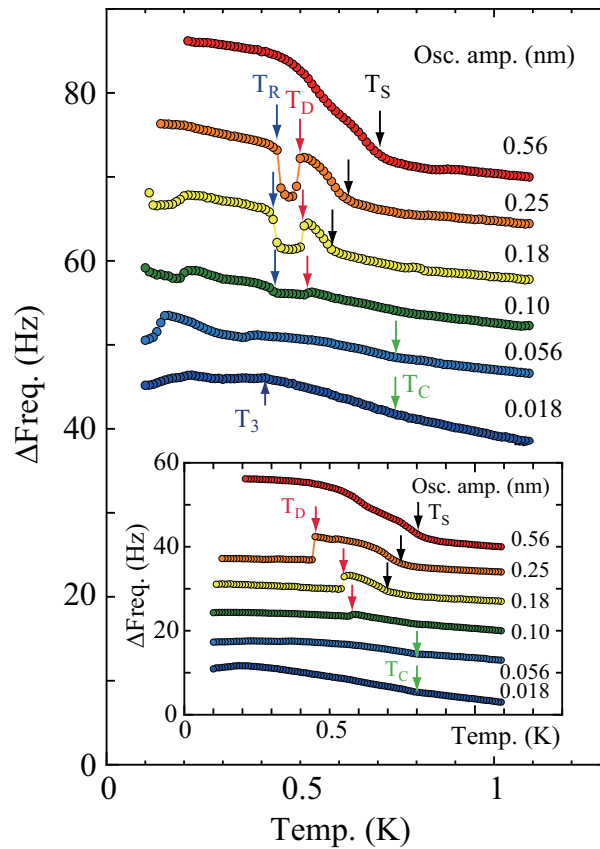 Osc. amp. (nm)
80
T_R
T_D
T_S
0.56
0.25
0.18
60
0.10
0.056
T_C
0.018
T_3
40
ΔFreq. (Hz)
60
Osc. amp. (nm)
T_D
T_S
0.56
40
0.25
0.18
ΔFreq. (Hz)
0.10
20
T_C
0.056
0.018
0
0
0.5
1
Temp. (K)
20
0
0
0.5
1
Temp. (K)